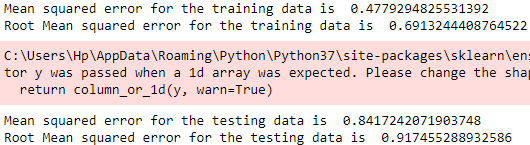 Mean squared error for the training data is  0.4779294825531392
Root Mean squared error for the training data is  0.6913244408764522
C:\Users\Hp\AppData\Roaming\Python\Python37\site-packages\sklearn\ens
tor y was passed when a 1d array was expected. Please change the sha
  return column_or_1d(y, warn=True)
Mean squared error for the testing data is  0.8417242071903748
Root Mean squared error for the testing data is  0.917455288932586